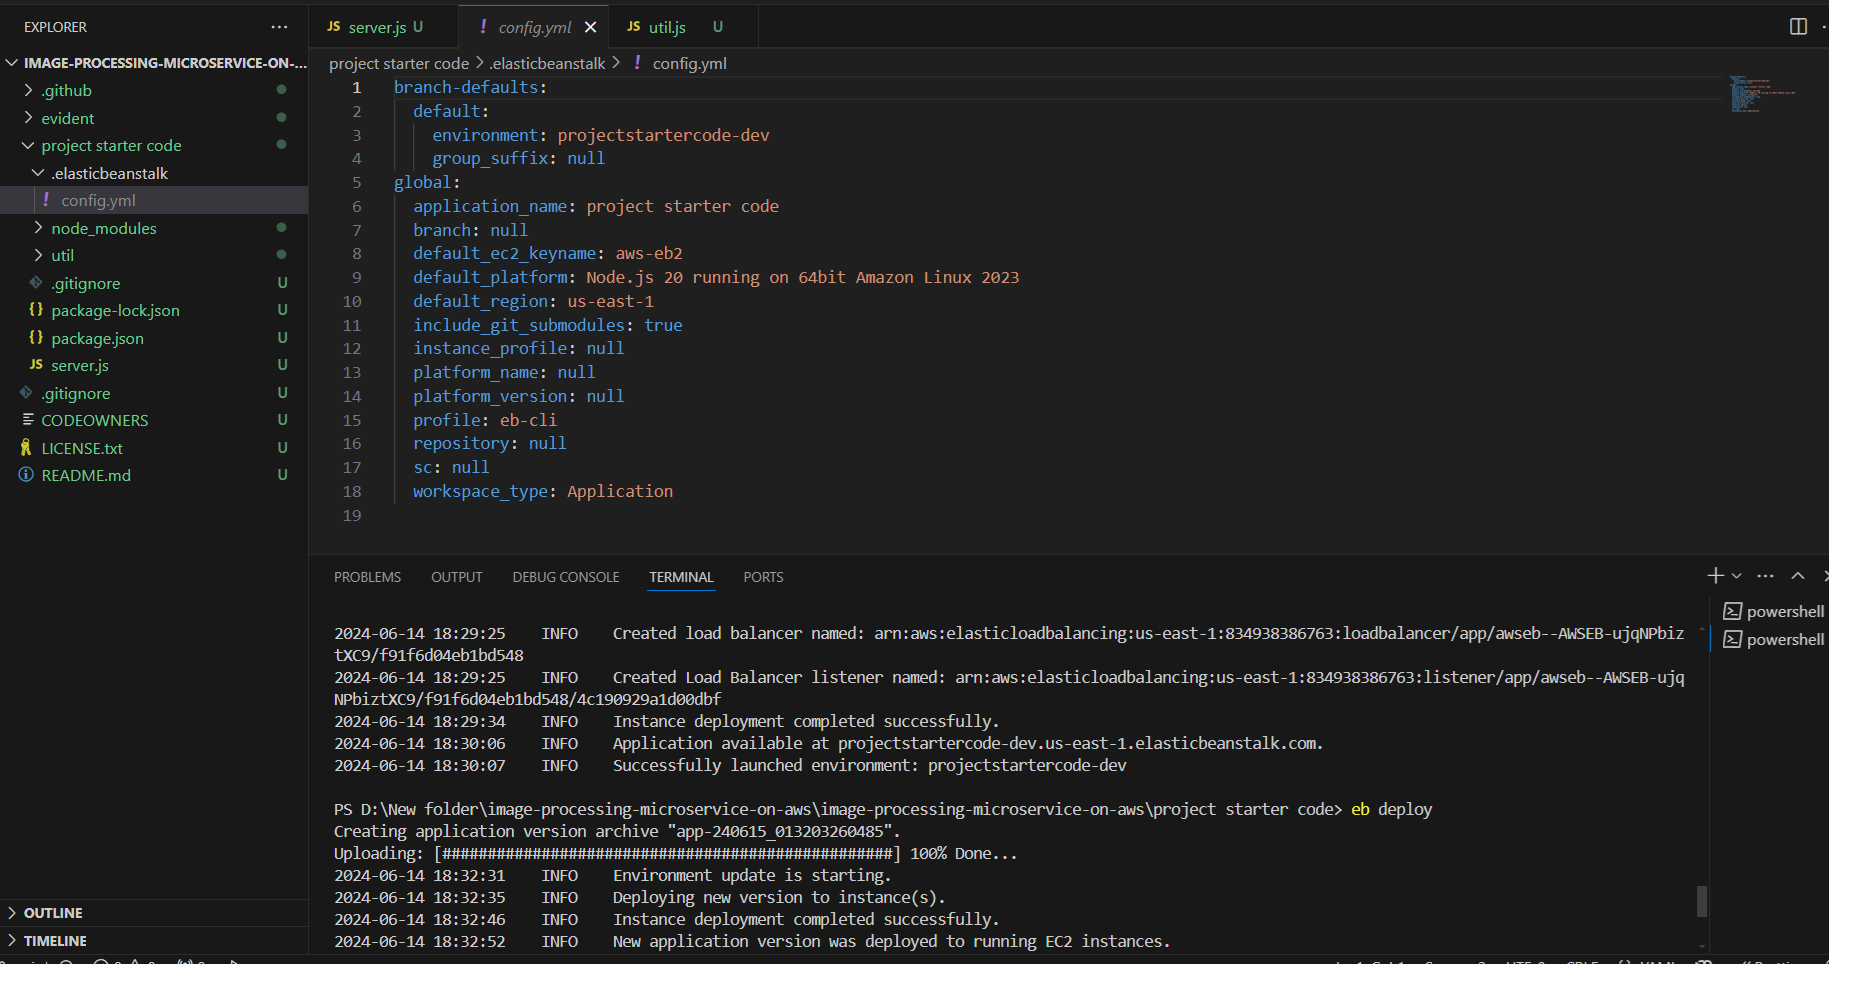 EXPLORER
IMAGE-PROCESSING-MICROSERVICE-ON-...
.github
evident
project starter code
.elasticbeanstalk
config.yml
node_modules
util
.gitignore U
package-lock.json U
package.json U
JS server.js U
.gitignore U
CODEOWNERS U
LICENSE.txt U
README.md U
OUTLINE
TIMELINE
JS server.js U
! config.yml
JS util.js U
project starter code > .elasticbeanstalk > ! config.yml
1 branch-defaults:
2 default:
3 environment: projectstartercode-dev
4 group_suffix: null
5 global:
6 application_name: project starter code
7 branch: null
8 default_ec2_keyname: aws-eb2
9 default_platform: Node.js 20 running on 64bit Amazon Linux 2023
10 default_region: us-east-1
11 include_git_submodules: true
12 instance_profile: null
13 platform_name: null
14 platform_version: null
15 profile: eb-cli
16 repository: null
17 sc: null
18 workspace_type: Application
19
PROBLEMS OUTPUT DEBUG CONSOLE TERMINAL PORTS
powershell
powershell
2024-06-14 18:29:25 INFO Created load balancer named: arn:aws:elasticloadbalancing:us-east-1:834938386763:loadbalancer/app/awseb--AWSEB-ujqNPbiz
tXC9/f91f6d04eb1bd548
2024-06-14 18:29:25 INFO Created Load Balancer listener named: arn:aws:elasticloadbalancing:us-east-1:834938386763:listener/app/awseb--AWSEB-ujq
NPbiztXC9/f91f6d04eb1bd548/4c190929a1d00dbf
2024-06-14 18:29:34 INFO Instance deployment completed successfully.
2024-06-14 18:30:06 INFO Application available at projectstartercode-dev.us-east-1.elasticbeanstalk.com.
2024-06-14 18:30:07 INFO Successfully launched environment: projectstartercode-dev
PS D:\New folder\image-processing-microservice-on-aws\image-processing-microservice-on-aws\project starter code> eb deploy
Creating application version archive "app-240615_013203260485".
Uploading: [##################################################] 100% Done...
2024-06-14 18:32:31 INFO Environment update is starting.
2024-06-14 18:32:35 INFO Deploying new version to instance(s).
2024-06-14 18:32:46 INFO Instance deployment completed successfully.
2024-06-14 18:32:52 INFO New application version was deployed to running EC2 instances.